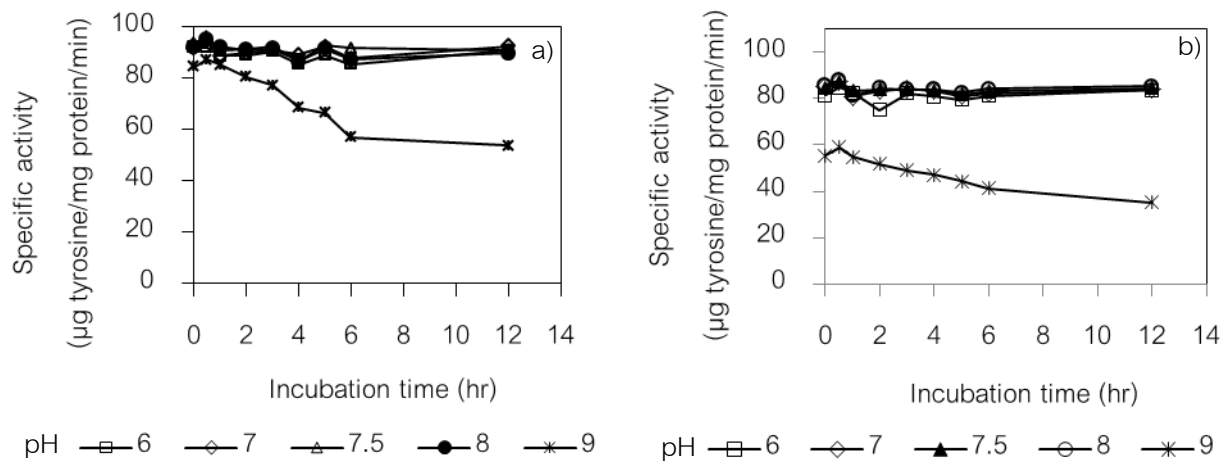 a)
Specific activity
(µg tyrosine/mg protein/min)
100
80
60
40
20
0
0 2 4 6 8 10 12 14
Incubation time (hr)
pH 6 7 7.5 8 9
b)
Specific activity
(µg tyrosine/mg protein/min)
100
80
60
40
20
0
0 2 4 6 8 10 12 14
Incubation time (hr)
pH 6 7 7.5 8 9